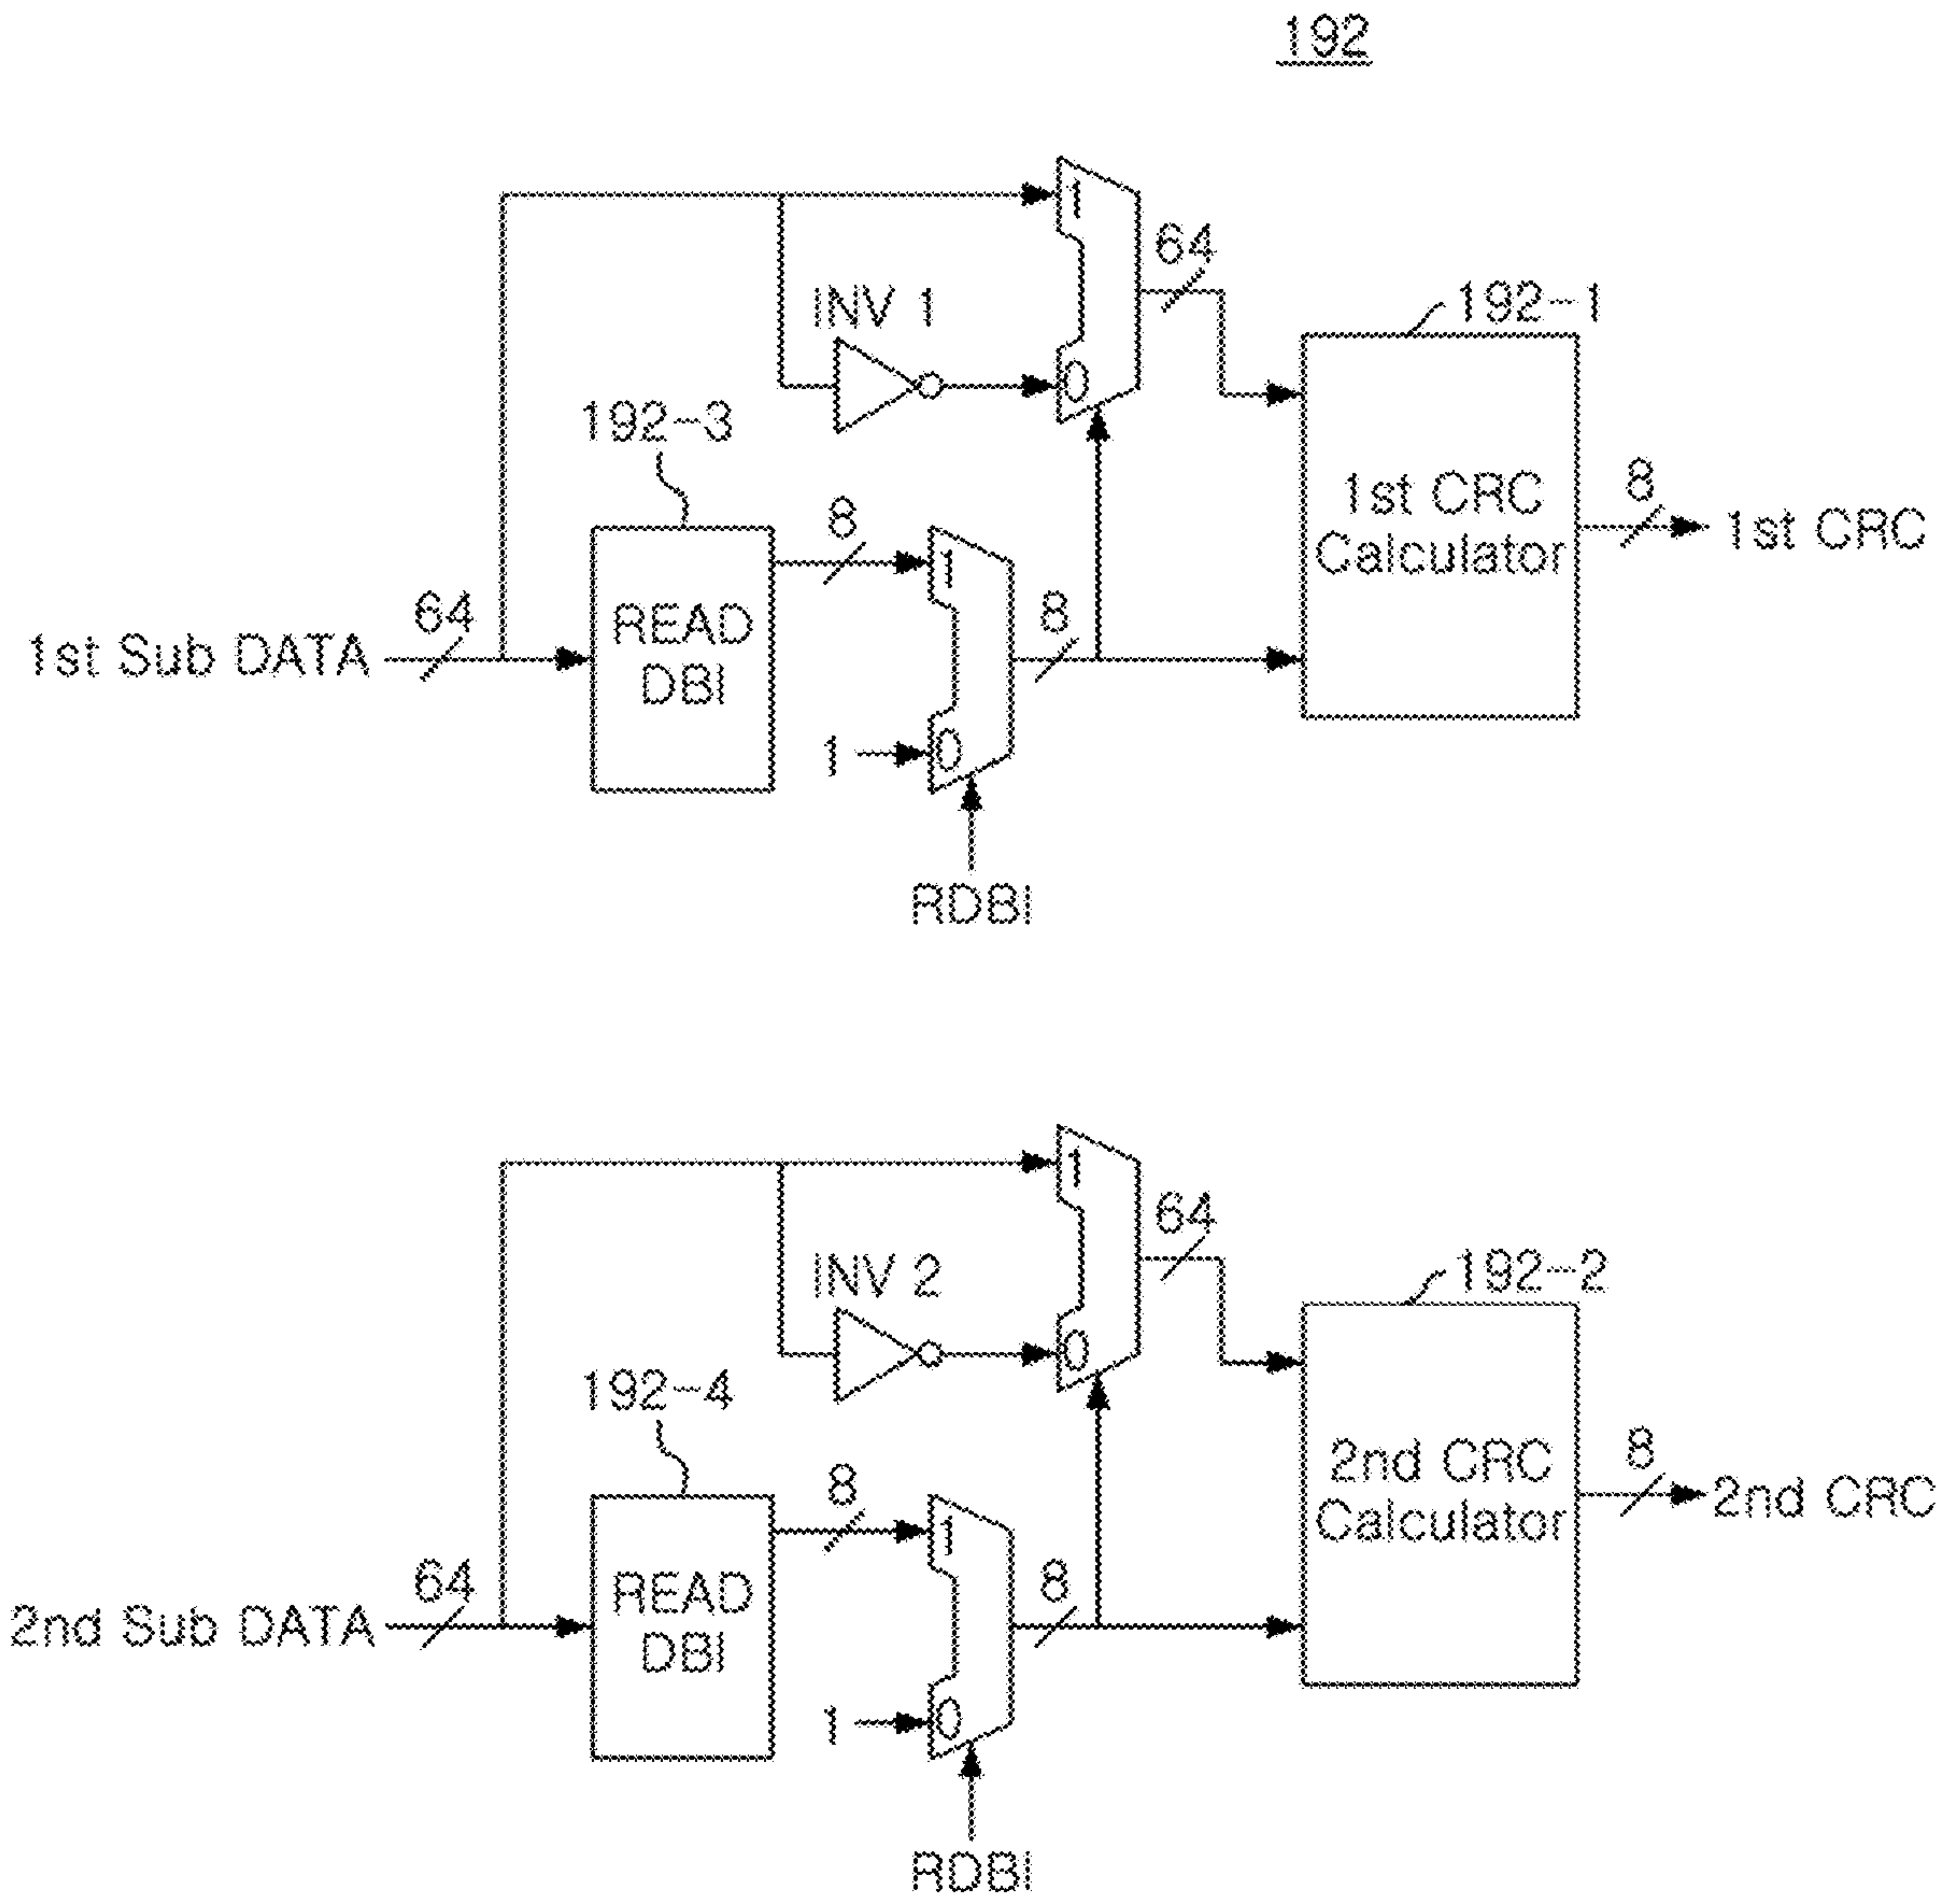 192
1
64
INV 1
192-1
0
192-3
8
1
1st CRC
Calculator
8
1st CRC
READ
DBI
64
1st Sub DATA
8
1
0
RDBI
1
64
INV 2
192-2
0
192-4
8
1
2nd CRC
Calculator
8
2nd CRC
READ
DBI
64
2nd Sub DATA
8
1
0
RDBI